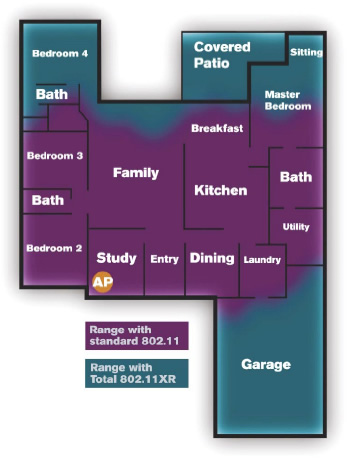 Bedroom 4
Covered
Patio
Sitting
Bath
Master
Bedroom
Breakfast
Bedroom 3
Family
Kitchen
Bath
Bath
Utility
Bedroom 2
Study
Entry
Dining
Laundry
AP
Range with
standard 802.11
Range with
Total 802.11XR
Garage